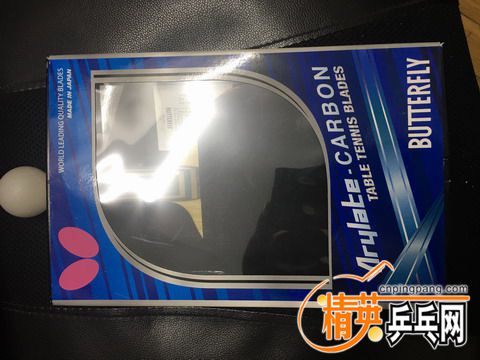 WORLD LEADING QUALITY BLADES
MADE IN JAPAN
Arylate-CARBON
TABLE TENNIS BLADES
BUTTERFLY
cnpingpang.com
精英乒乓网